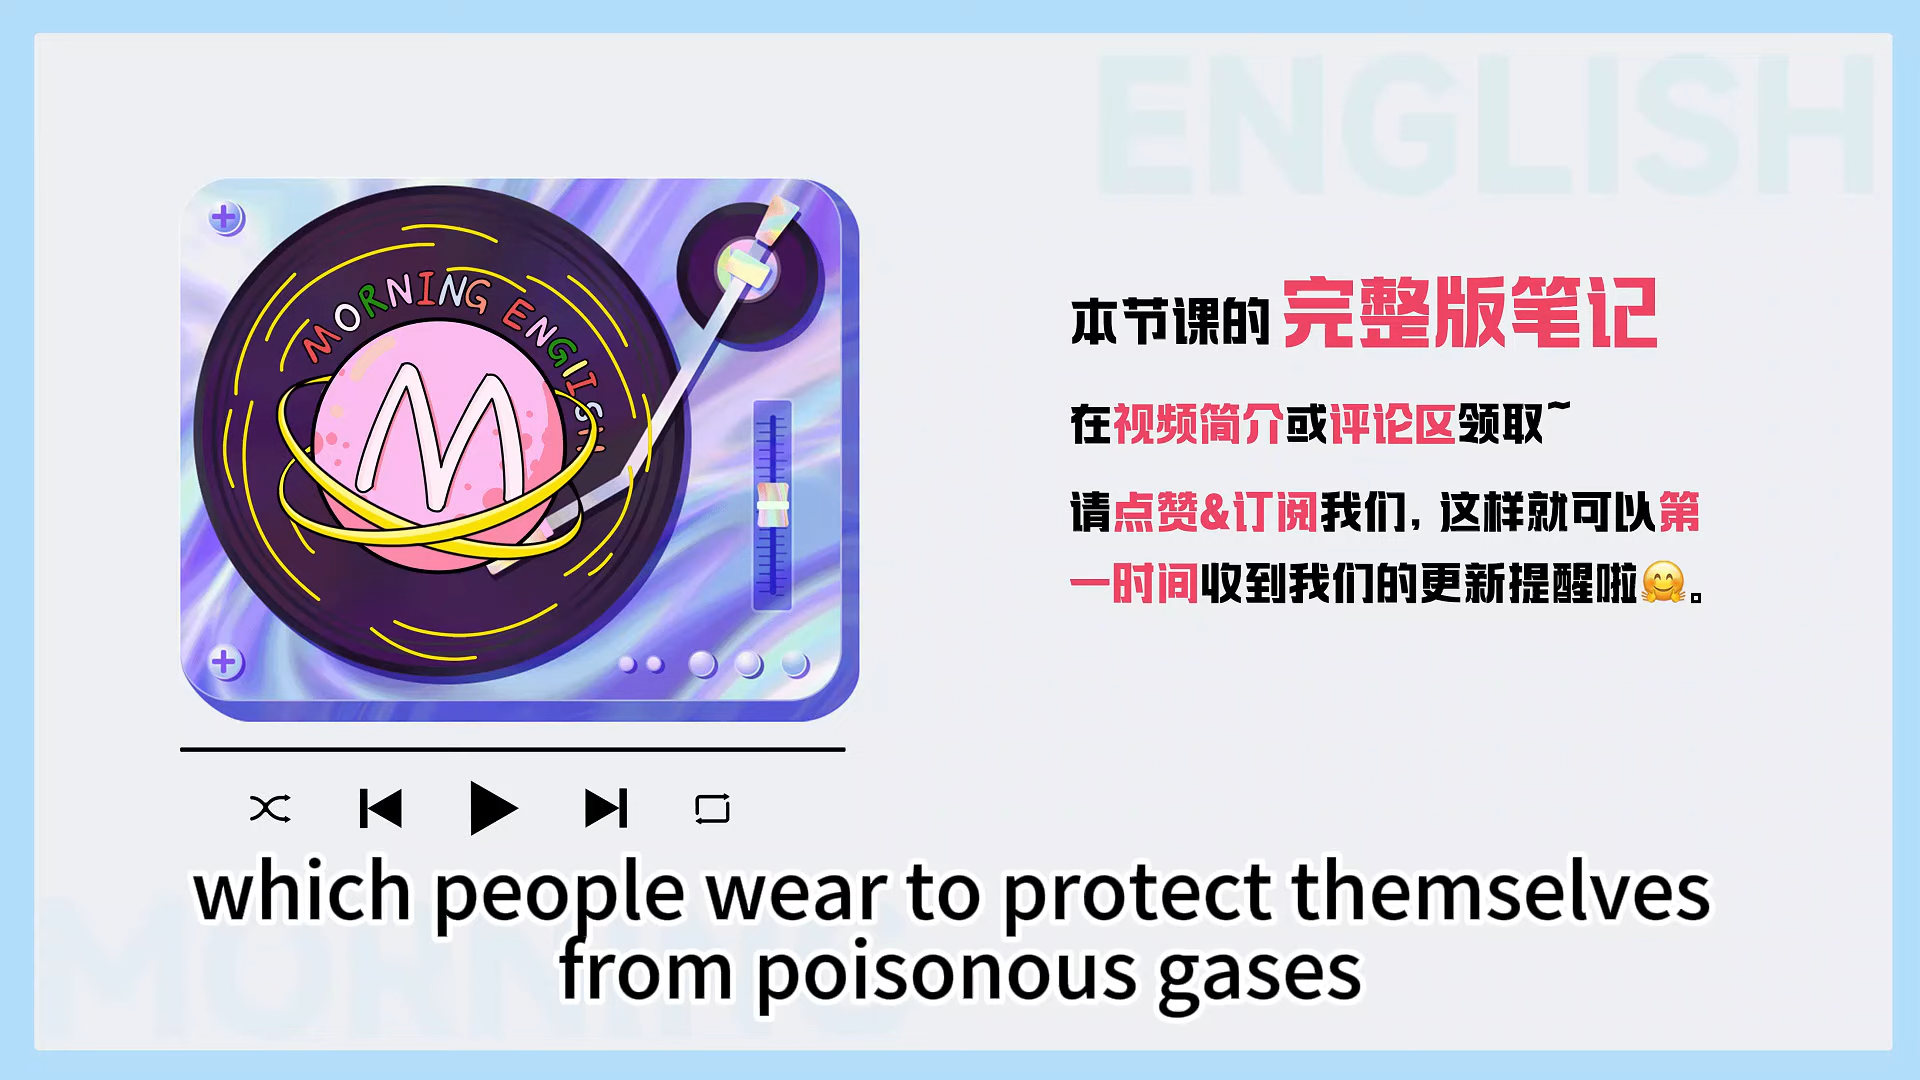 ENGLISH
MORNING ENGLISH
M
本节课的 完整版笔记
在视频简介或评论区领取~
请点赞&订阅我们，这样就可以第
一时间收到我们的更新提醒啦🤗。
which people wear to protect themselves
from poisonous gases
MORNING